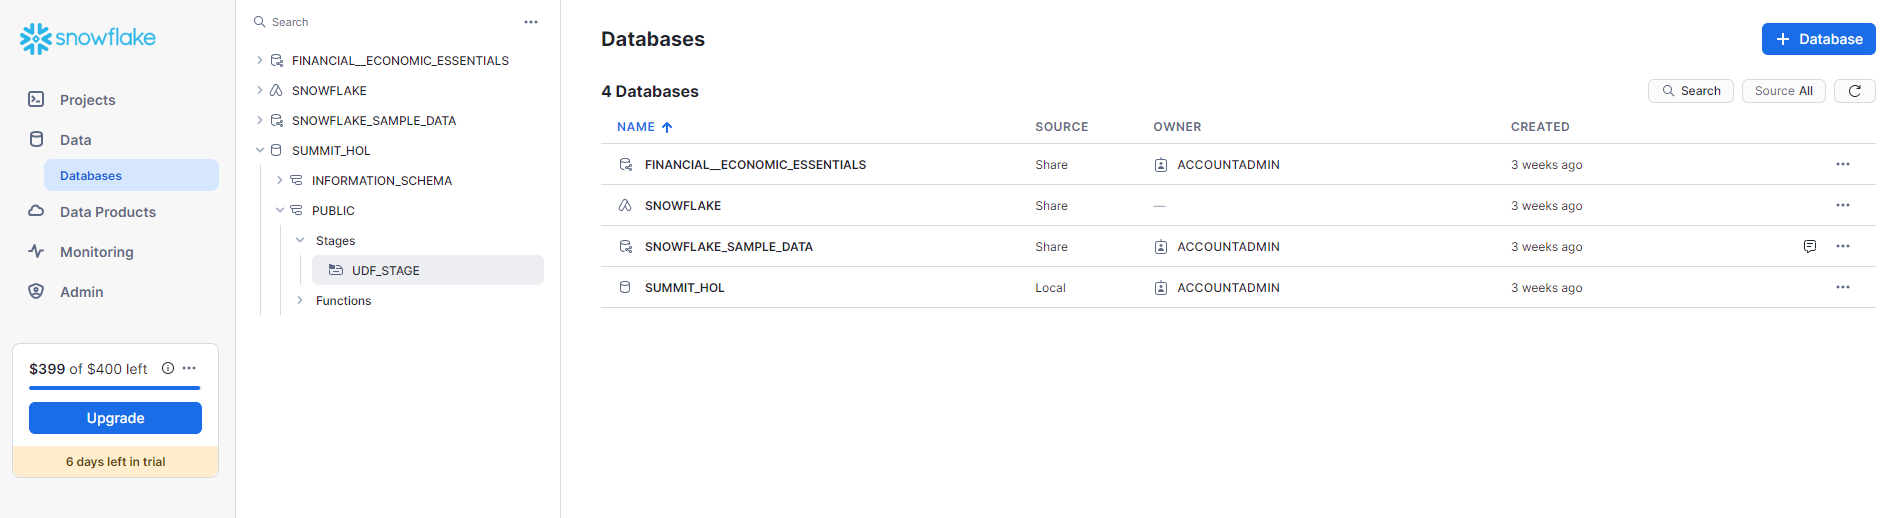 snowflake
Projects
Data
Databases
Data Products
Monitoring
Admin
$399 of $400 left
Upgrade
6 days left in trial
Search
FINANCIAL__ECONOMIC_ESSENTIALS
SNOWFLAKE
SNOWFLAKE_SAMPLE_DATA
SUMMIT_HOL
INFORMATION_SCHEMA
PUBLIC
Stages
UDF_STAGE
Functions
Databases
+ Database
4 Databases
Search
Source All
NAME SOURCE OWNER CREATED
FINANCIAL__ECONOMIC_ESSENTIALS Share ACCOUNTADMIN 3 weeks ago
SNOWFLAKE Share — 3 weeks ago
SNOWFLAKE_SAMPLE_DATA Share ACCOUNTADMIN 3 weeks ago
SUMMIT_HOL Local ACCOUNTADMIN 3 weeks ago